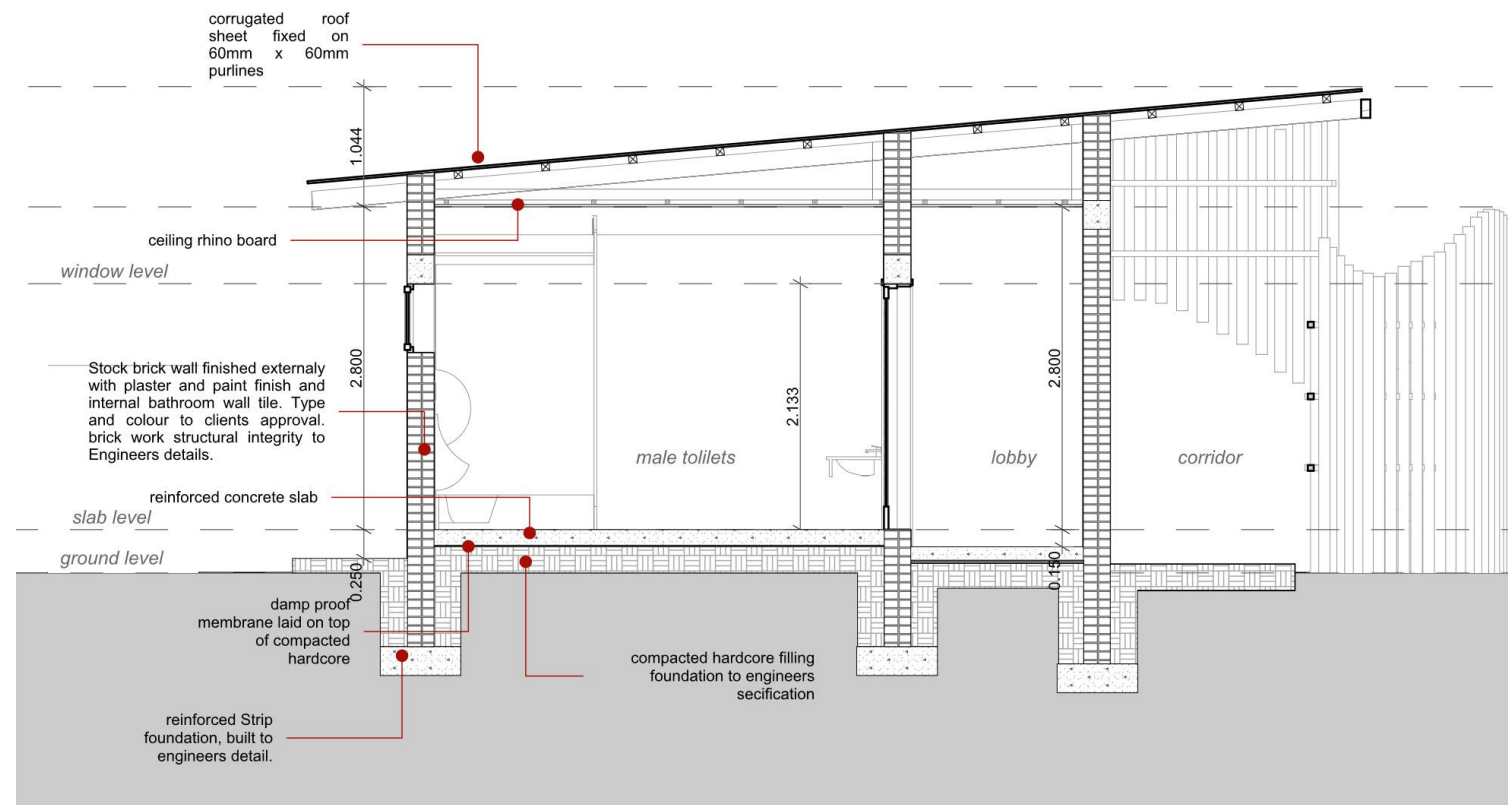 corrugated roof
sheet fixed on
60mm x 60mm
purlines
1.044
ceiling rhino board
window level
2.800
2.800
2.133
Stock brick wall finished externaly
with plaster and paint finish and
internal bathroom wall tile. Type
and colour to clients approval.
brick work structural integrity to
Engineers details.
male tolilets
lobby
corridor
reinforced concrete slab
slab level
ground level
0.250
0.150
damp proof
membrane laid on top
of compacted
hardcore
compacted hardcore filling
foundation to engineers
secification
reinforced Strip
foundation, built to
engineers detail.